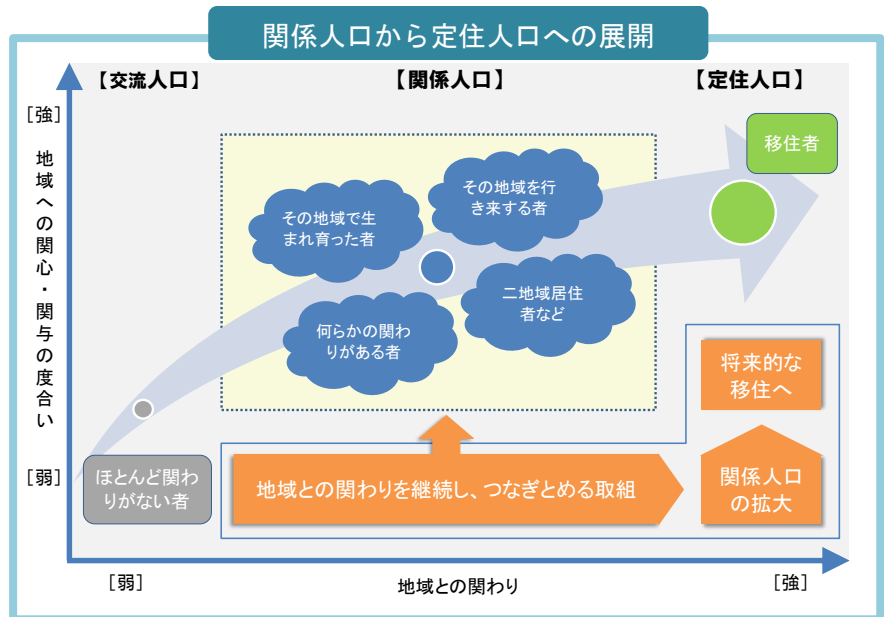 関係人口から定住人口への展開
【交流人口】
【関係人口】
【定住人口】
［強］
地域への関心・関与の度合い
［弱］
移住者
その地域を行
き来する者
その地域で生
まれ育った者
二地域居住
者など
何らかの関わ
りがある者
将来的な
移住へ
ほとんど関わ
りがない者
地域との関わりを継続し、つなぎとめる取組
関係人口
の拡大
［弱］
地域との関わり
［強］